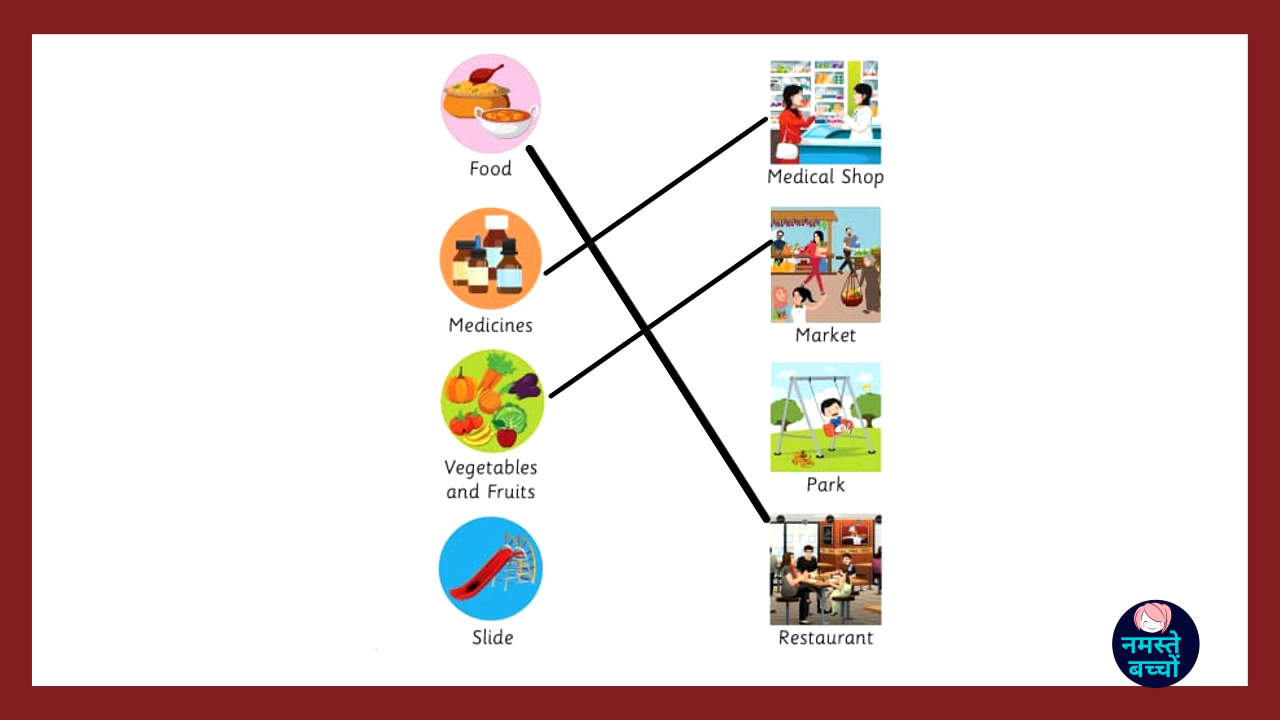 Food
Medical Shop
Medicines
Market
Vegetables
and Fruits
Park
Slide
Restaurant
नमस्ते
बच्चों